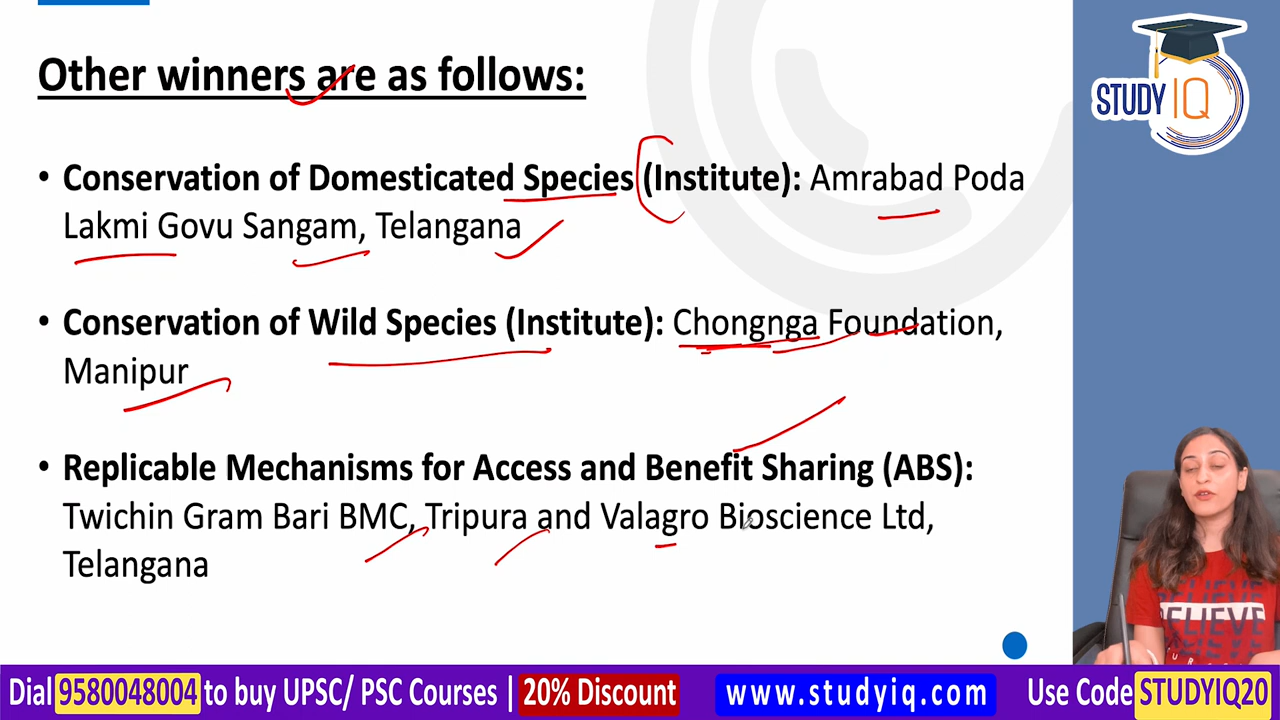 Other winners are as follows:
STUDY IQ
• Conservation of Domesticated Species (Institute): Amrabad Poda
Lakmi Govu Sangam, Telangana
• Conservation of Wild Species (Institute): Chongnga Foundation,
Manipur
• Replicable Mechanisms for Access and Benefit Sharing (ABS):
Twichin Gram Bari BMC, Tripura and Valagro Bioscience Ltd,
Telangana
BELIEVE
BELIEVE
Dial 9580048004 to buy UPSC/ PSC Courses | 20% Discount www.studyiq.com Use Code STUDYIQ20